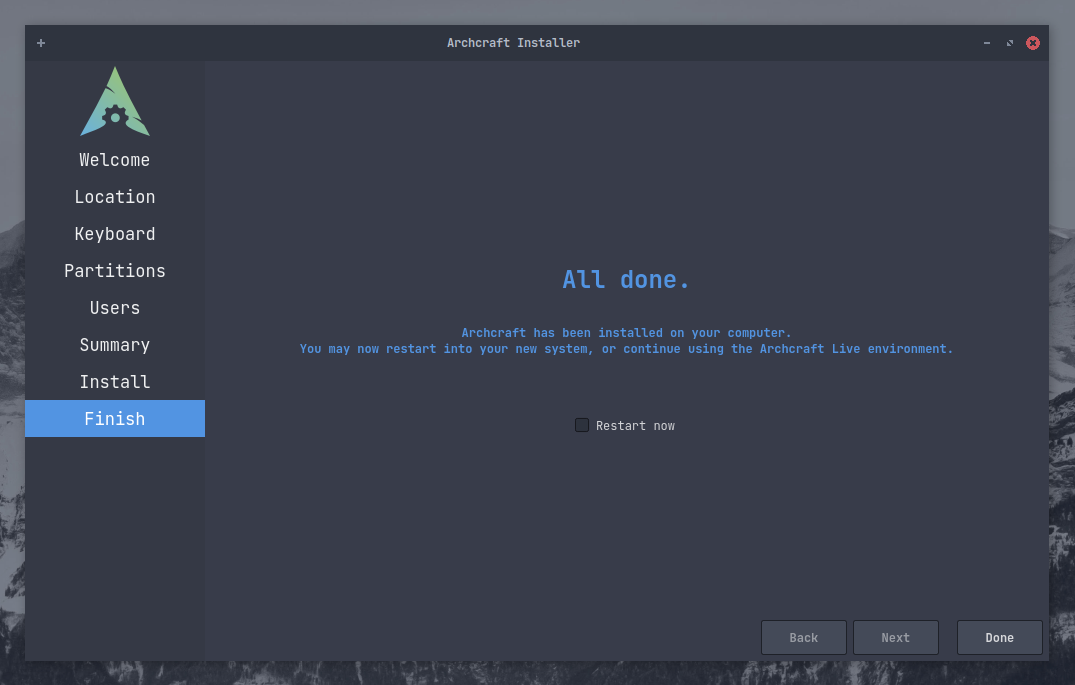 Archcraft Installer
Welcome
Location
Keyboard
Partitions
Users
Summary
Install
Finish
All done.
Archcraft has been installed on your computer.
You may now restart into your new system, or continue using the Archcraft Live environment.
Restart now
Back
Next
Done